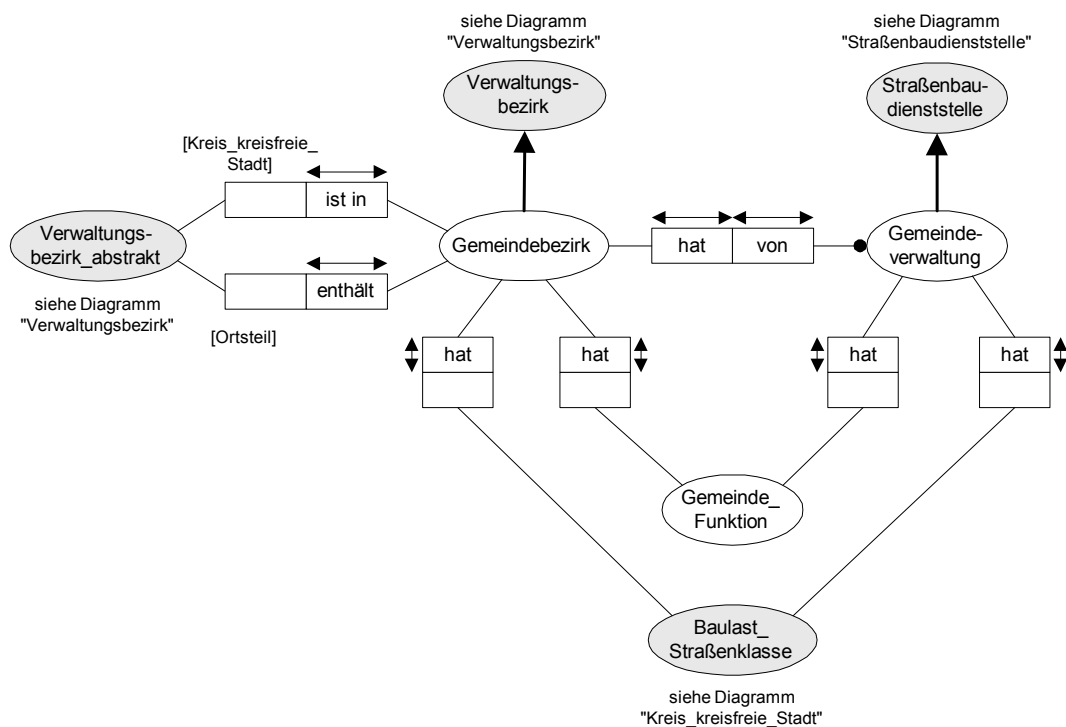 siehe Diagramm
"Verwaltungsbezirk"
siehe Diagramm
"Straßenbaudienststelle"
Verwaltungs-
bezirk
Straßenbau-
dienststelle
[Kreis_kreisfreie_
Stadt]
ist in
Verwaltungs-
bezirk_abstrakt
Gemeindebezirk
hat
von
Gemeinde-
verwaltung
enthält
siehe Diagramm
"Verwaltungsbezirk"
[Ortsteil]
hat
hat
hat
hat
Gemeinde_
Funktion
Baulast_
Straßenklasse
siehe Diagramm
"Kreis_kreisfreie_Stadt"